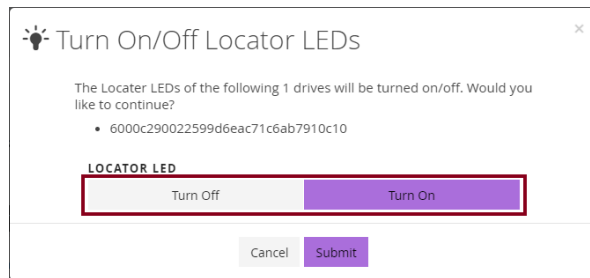 Turn On/Off Locator LEDs
×
The Locater LEDs of the following 1 drives will be turned on/off. Would you
like to continue?
• 6000c290022599d6eac71c6ab7910c10
LOCATOR LED
Turn Off Turn On
Cancel Submit